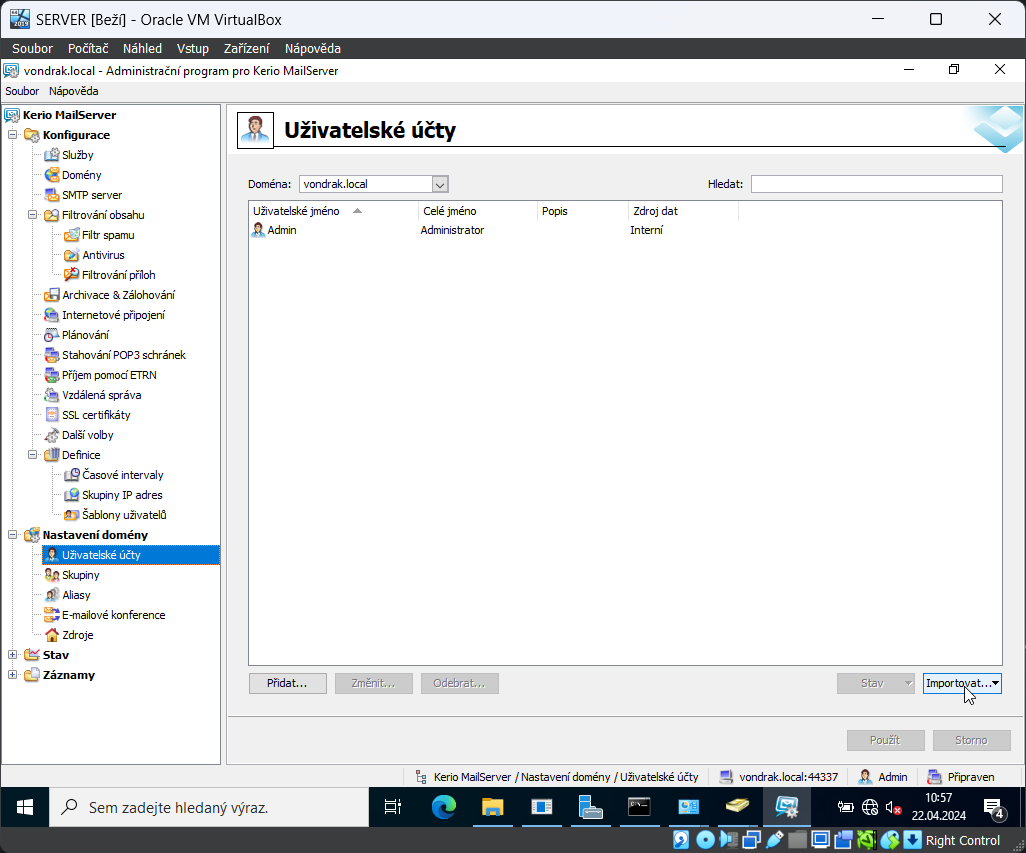 SERVER [Beží] - Oracle VM VirtualBox
Soubor Počítač Náhled Vstup Zařízení Nápověda
vondrak.local - Administrační program pro Kerio MailServer
Soubor Nápověda
Kerio MailServer
Konfigurace
Služby
Domény
SMTP server
Filtrování obsahu
Filtr spamu
Antivirus
Filtrování příloh
Archivace & Zálohování
Internetové připojení
Plánování
Stahování POP3 schránek
Příjem pomocí ETRN
Vzdálená správa
SSL certifikáty
Další volby
Definice
Časové intervaly
Skupiny IP adres
Šablony uživatelů
Nastavení domény
Uživatelské účty
Skupiny
Aliasy
E-mailové konference
Zdroje
Stav
Záznamy
Uživatelské účty
Doména: vondrak.local Hledat:
Uživatelské jméno Celé jméno Popis Zdroj dat
Admin Administrator Interní
Přidat... Změnit... Odebrat... Stav Importovat...
Použít Storno
Kerio MailServer / Nastavení domény / Uživatelské účty vondrak.local:44337 Admin Připraven
Sem zadejte hledaný výraz.
10:57
22.04.2024
4
Right Control